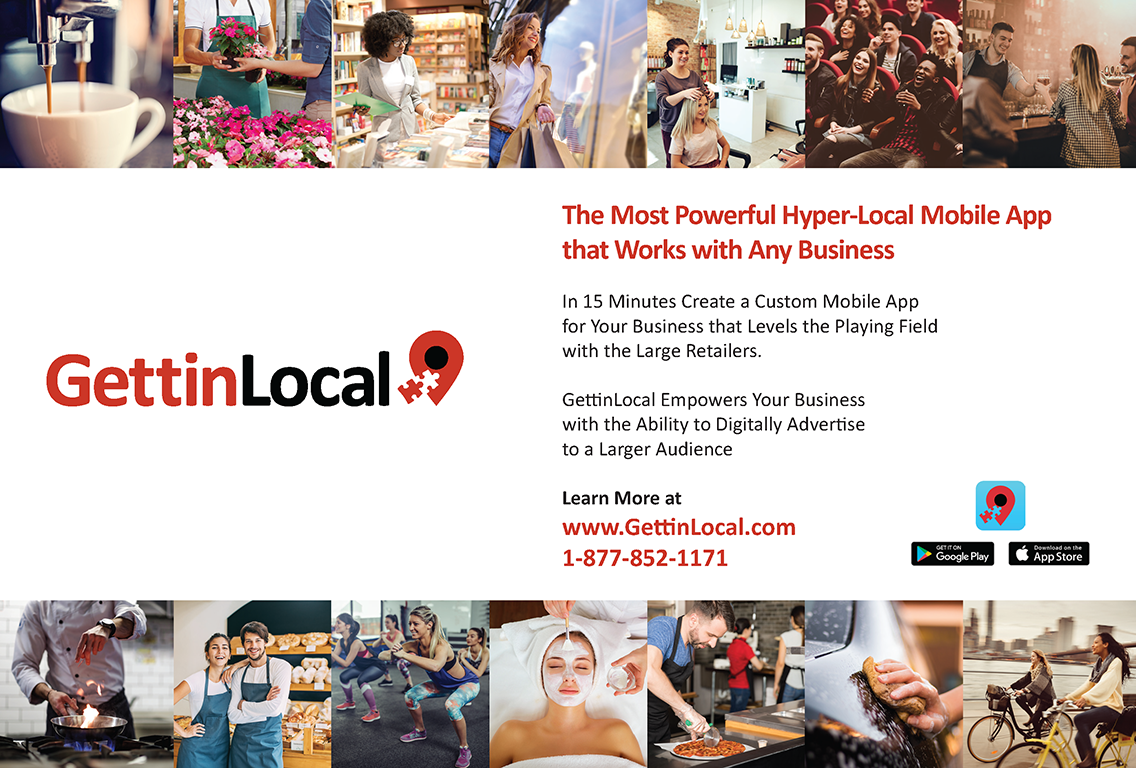 The Most Powerful Hyper-Local Mobile App
that Works with Any Business
In 15 Minutes Create a Custom Mobile App
for Your Business that Levels the Playing Field
with the Large Retailers.
GettinLocal
GettinLocal Empowers Your Business
with the Ability to Digitally Advertise
to a Larger Audience
Learn More at
www.GettinLocal.com
1-877-852-1171
GET IT ON
Google Play
Download on the
App Store